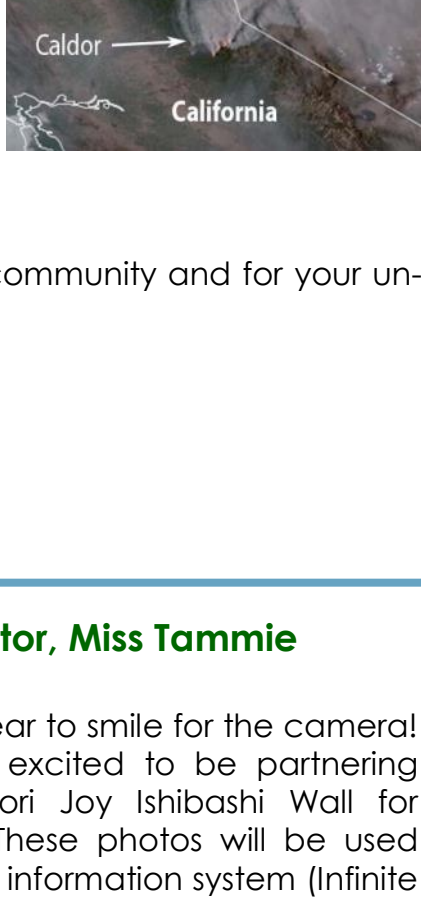 Caldor
California
community and for your un-
tor, Miss Tammie
ear to smile for the camera!
excited to be partnering
ori Joy Ishibashi Wall for
These photos will be used
information system (Infinite